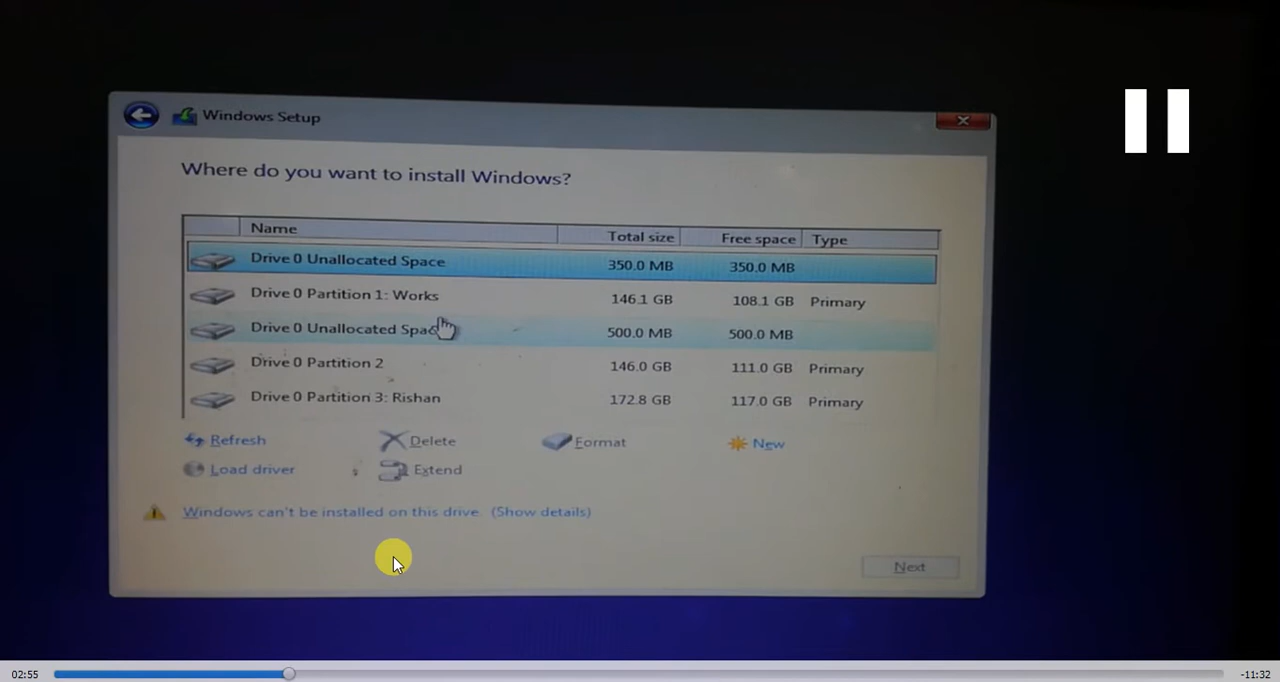 Windows Setup
Where do you want to install Windows?
Name Total size Free space Type
Drive 0 Unallocated Space 350.0 MB 350.0 MB
Drive 0 Partition 1: Works 146.1 GB 108.1 GB Primary
Drive 0 Unallocated Spac 500.0 MB 500.0 MB
Drive 0 Partition 2 146.0 GB 111.0 GB Primary
Drive 0 Partition 3: Rishan 172.8 GB 117.0 GB Primary
Refresh Delete Format New
Load driver Extend
Windows can't be installed on this drive. (Show details)
Next
02:55 -11:32